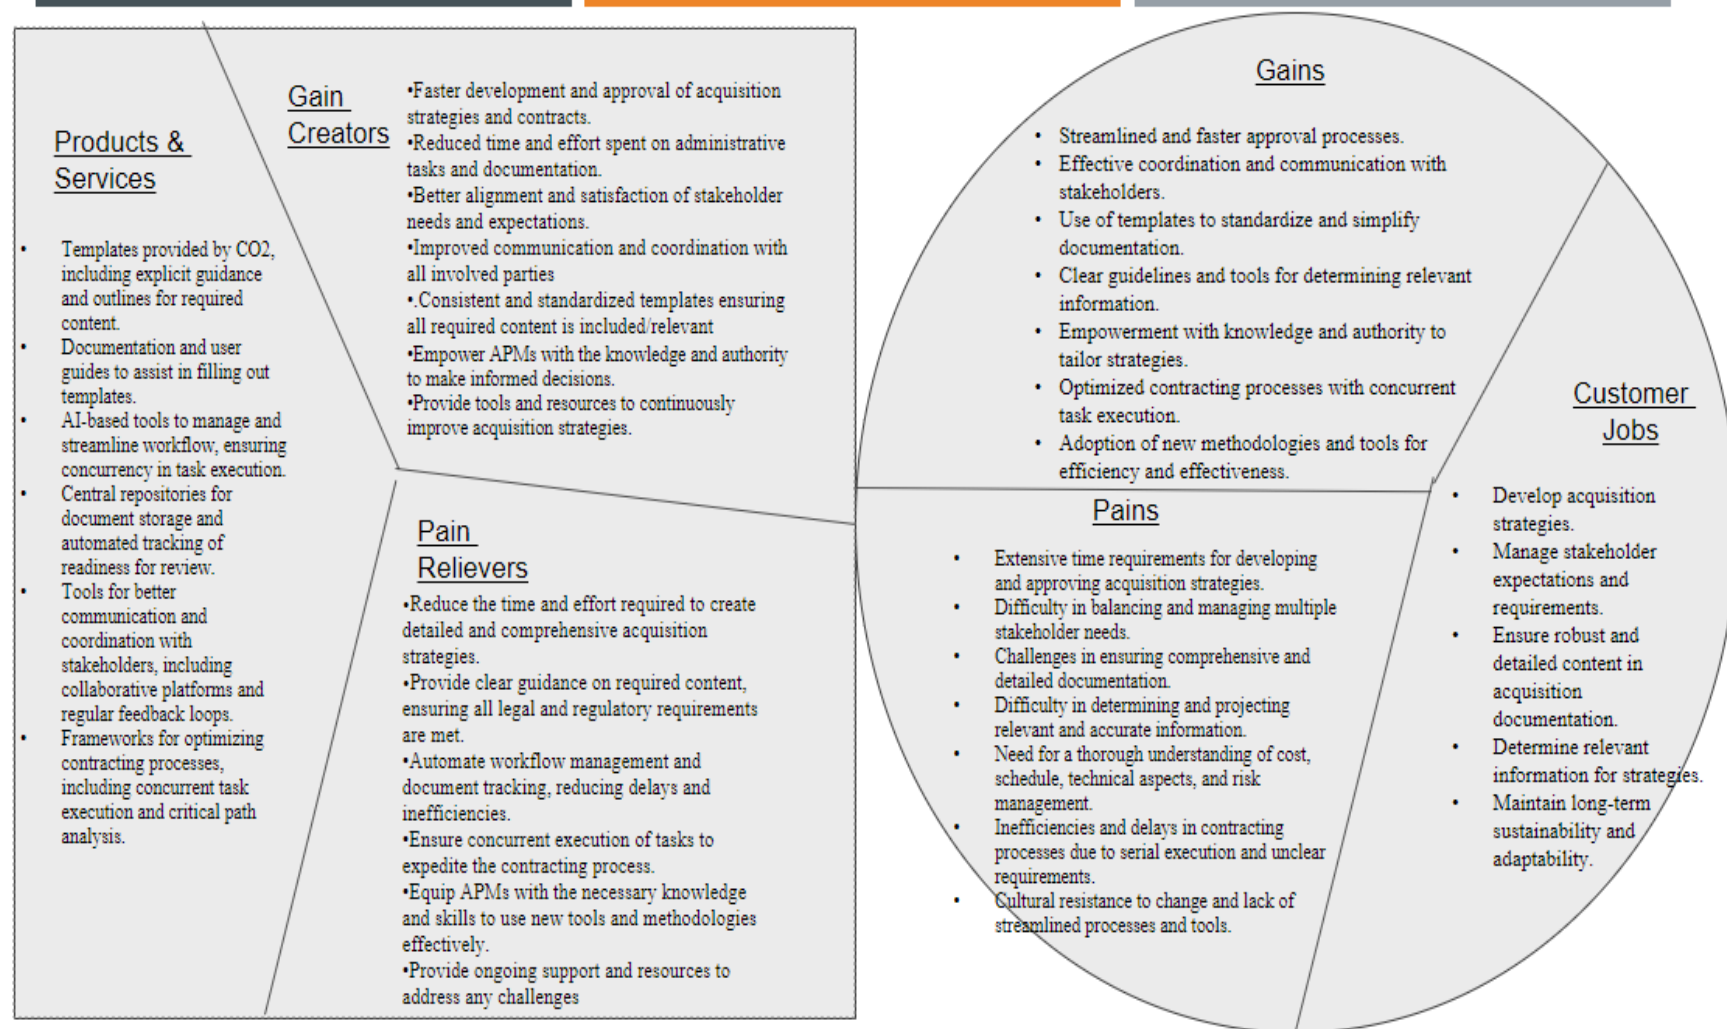 Products &
Services
• Templates provided by CO2,
including explicit guidance
and outlines for required
content.
• Documentation and user
guides to assist in filling out
templates.
• AI-based tools to manage and
streamline workflow, ensuring
concurrency in task execution.
• Central repositories for
document storage and
automated tracking of
readiness for review.
• Tools for better
communication and
coordination with
stakeholders, including
collaborative platforms and
regular feedback loops.
• Frameworks for optimizing
contracting processes,
including concurrent task
execution and critical path
analysis.
Gain
Creators
•Faster development and approval of acquisition
strategies and contracts.
•Reduced time and effort spent on administrative
tasks and documentation.
•Better alignment and satisfaction of stakeholder
needs and expectations.
•Improved communication and coordination with
all involved parties
•.Consistent and standardized templates ensuring
all required content is included/relevant
•Empower APMs with the knowledge and authority
to make informed decisions.
•Provide tools and resources to continuously
improve acquisition strategies.
Pain
Relievers
•Reduce the time and effort required to create
detailed and comprehensive acquisition
strategies.
•Provide clear guidance on required content,
ensuring all legal and regulatory requirements
are met.
•Automate workflow management and
document tracking, reducing delays and
inefficiencies.
•Ensure concurrent execution of tasks to
expedite the contracting process.
•Equip APMs with the necessary knowledge
and skills to use new tools and methodologies
effectively.
•Provide ongoing support and resources to
address any challenges
Gains
• Streamlined and faster approval processes.
• Effective coordination and communication with
stakeholders.
• Use of templates to standardize and simplify
documentation.
• Clear guidelines and tools for determining relevant
information.
• Empowerment with knowledge and authority to
tailor strategies.
• Optimized contracting processes with concurrent
task execution.
• Adoption of new methodologies and tools for
efficiency and effectiveness.
Pains
• Extensive time requirements for developing
and approving acquisition strategies.
• Difficulty in balancing and managing multiple
stakeholder needs.
• Challenges in ensuring comprehensive and
detailed documentation.
• Difficulty in determining and projecting
relevant and accurate information.
• Need for a thorough understanding of cost,
schedule, technical aspects, and risk
management.
• Inefficiencies and delays in contracting
processes due to serial execution and unclear
requirements.
• Cultural resistance to change and lack of
streamlined processes and tools.
Customer
Jobs
• Develop acquisition
strategies.
• Manage stakeholder
expectations and
requirements.
• Ensure robust and
detailed content in
acquisition
documentation.
• Determine relevant
information for strategies.
• Maintain long-term
sustainability and
adaptability.